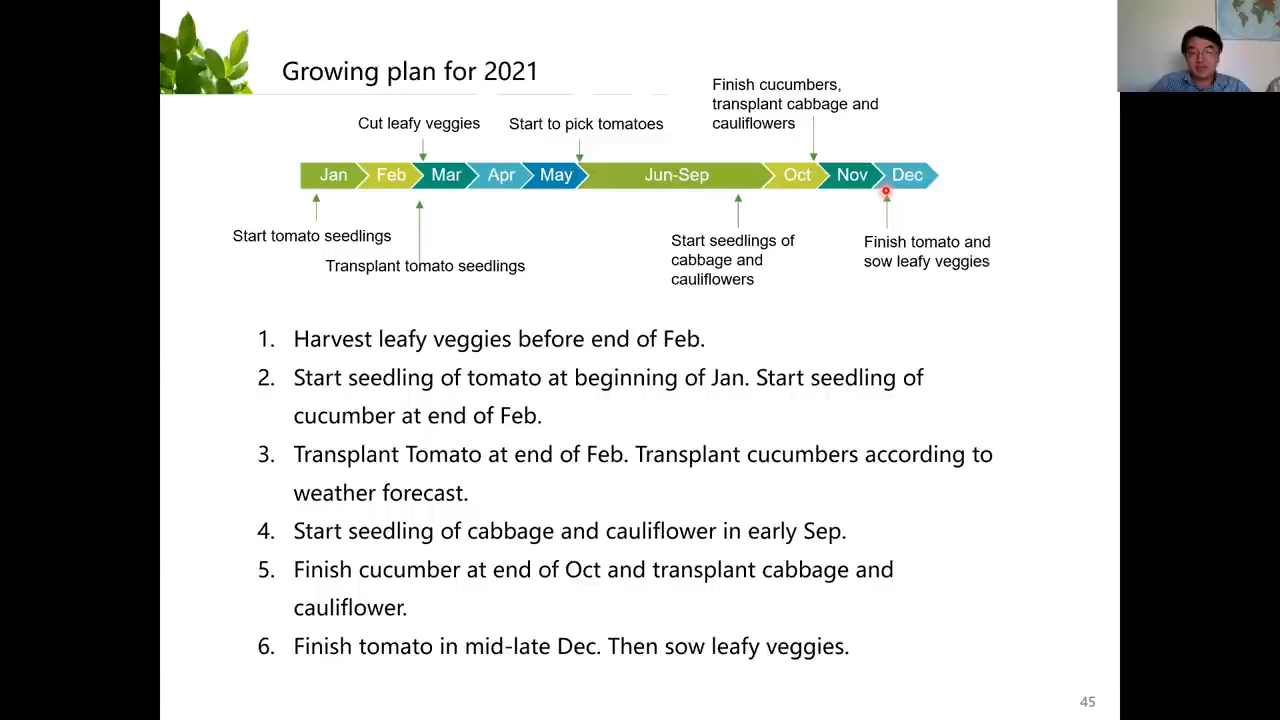 Growing plan for 2021
Finish cucumbers,
transplant cabbage and
cauliflowers
Cut leafy veggies
Start to pick tomatoes
Jan
Feb
Mar
Apr
May
Jun-Sep
Oct
Nov
Dec
Start tomato seedlings
Transplant tomato seedlings
Start seedlings of
cabbage and
cauliflowers
Finish tomato and
sow leafy veggies
1. Harvest leafy veggies before end of Feb.
2. Start seedling of tomato at beginning of Jan. Start seedling of
cucumber at end of Feb.
3. Transplant Tomato at end of Feb. Transplant cucumbers according to
weather forecast.
4. Start seedling of cabbage and cauliflower in early Sep.
5. Finish cucumber at end of Oct and transplant cabbage and
cauliflower.
6. Finish tomato in mid-late Dec. Then sow leafy veggies.
45